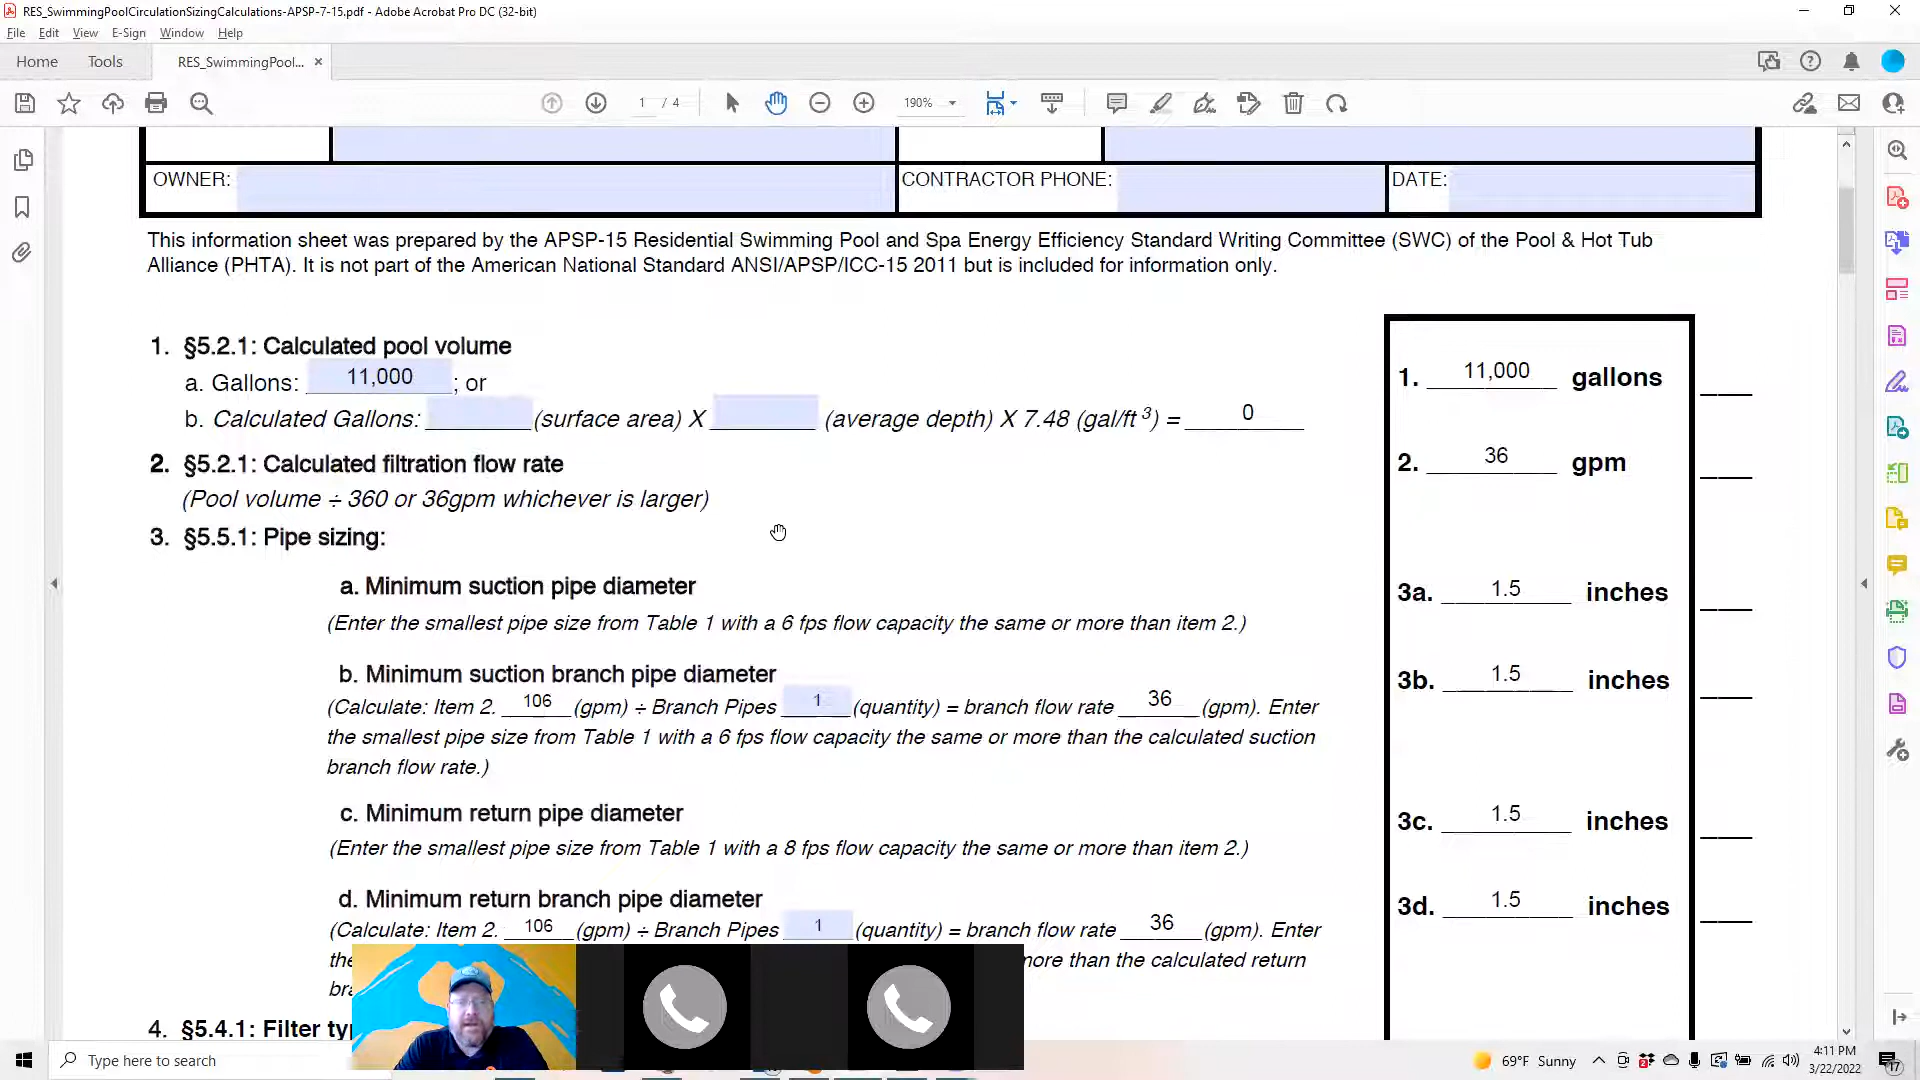 RES_SwimmingPoolCirculationSizingCalculations-APSP-7-15.pdf - Adobe Acrobat Pro DC (32-bit)
File Edit View E-Sign Window Help
Home Tools RES_SwimmingPool... ×
1 / 4 190%
OWNER: CONTRACTOR PHONE: DATE:
This information sheet was prepared by the APSP-15 Residential Swimming Pool and Spa Energy Efficiency Standard Writing Committee (SWC) of the Pool & Hot Tub
Alliance (PHTA). It is not part of the American National Standard ANSI/APSP/ICC-15 2011 but is included for information only.
1. §5.2.1: Calculated pool volume
a. Gallons: 11,000 ; or
1. 11,000 gallons
b. Calculated Gallons: (surface area) X (average depth) X 7.48 (gal/ft 3) = 0
2. §5.2.1: Calculated filtration flow rate
2. 36 gpm
(Pool volume ÷ 360 or 36gpm whichever is larger)
3. §5.5.1: Pipe sizing:
a. Minimum suction pipe diameter
3a. 1.5 inches
(Enter the smallest pipe size from Table 1 with a 6 fps flow capacity the same or more than item 2.)
b. Minimum suction branch pipe diameter
3b. 1.5 inches
(Calculate: Item 2. 106 (gpm) ÷ Branch Pipes 1 (quantity) = branch flow rate 36 (gpm). Enter
the smallest pipe size from Table 1 with a 6 fps flow capacity the same or more than the calculated suction
branch flow rate.)
c. Minimum return pipe diameter
3c. 1.5 inches
(Enter the smallest pipe size from Table 1 with a 8 fps flow capacity the same or more than item 2.)
d. Minimum return branch pipe diameter
3d. 1.5 inches
(Calculate: Item 2. 106 (gpm) ÷ Branch Pipes 1 (quantity) = branch flow rate 36 (gpm). Enter
the more than the calculated return
bra
4. §5.4.1: Filter ty
Type here to search
69°F Sunny
4:11 PM
3/22/2022
17